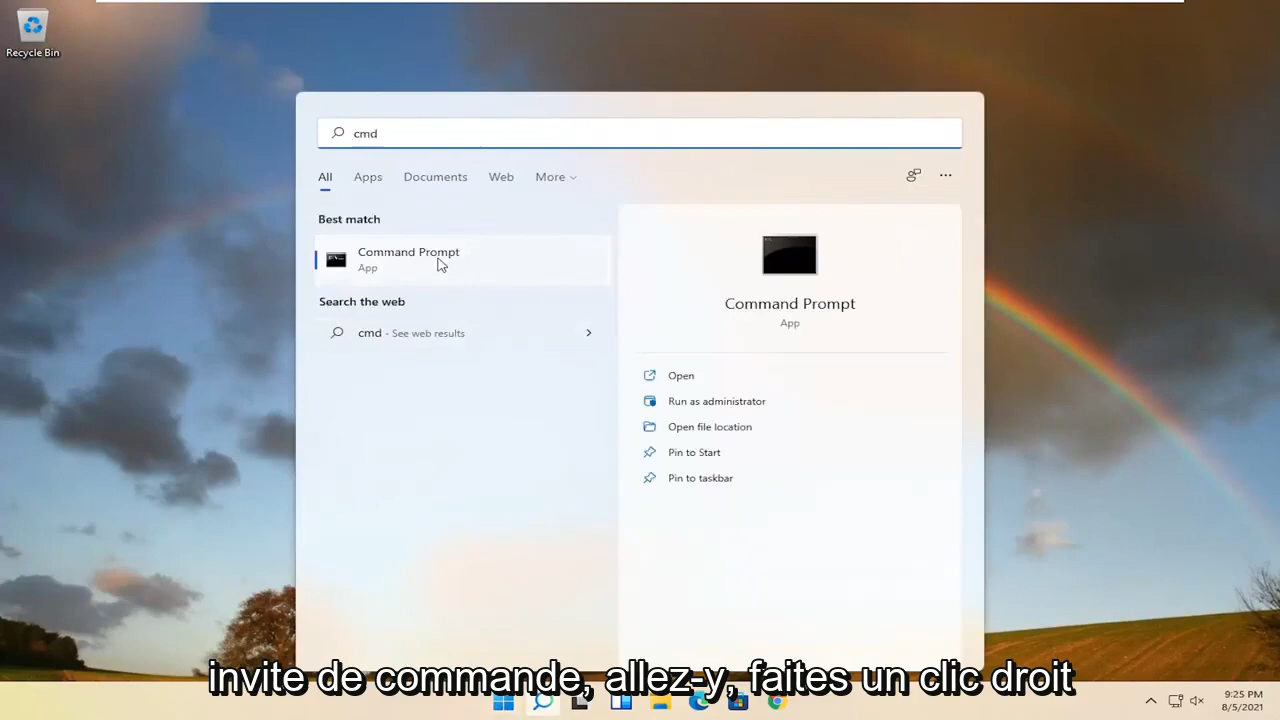 Recycle Bin
cmd
All Apps Documents Web More
Best match
Command Prompt
App
Search the web
cmd - See web results
Command Prompt
App
Open
Run as administrator
Open file location
Pin to Start
Pin to taskbar
invite de commande, allez-y, faites un clic droit
9:25 PM
8/5/2021